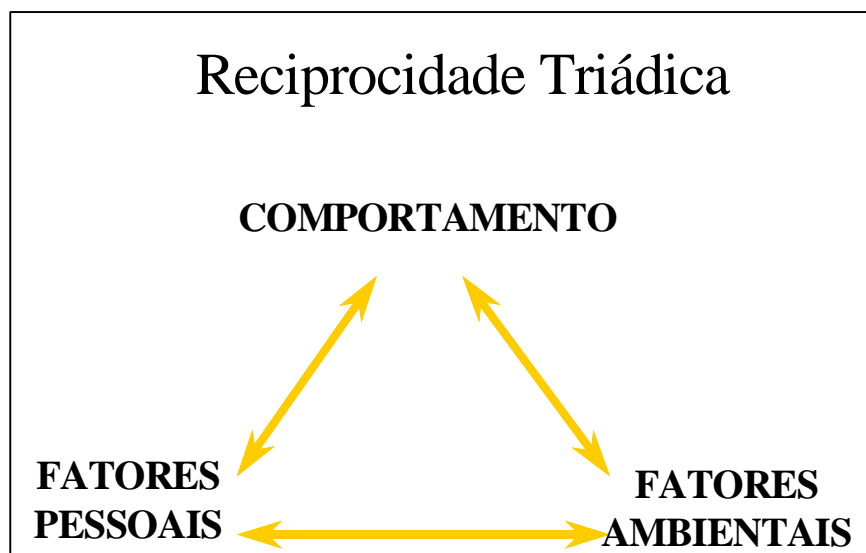 Reciprocidade Triádica
COMPORTAMENTO
FATORES
PESSOAIS
FATORES
AMBIENTAIS